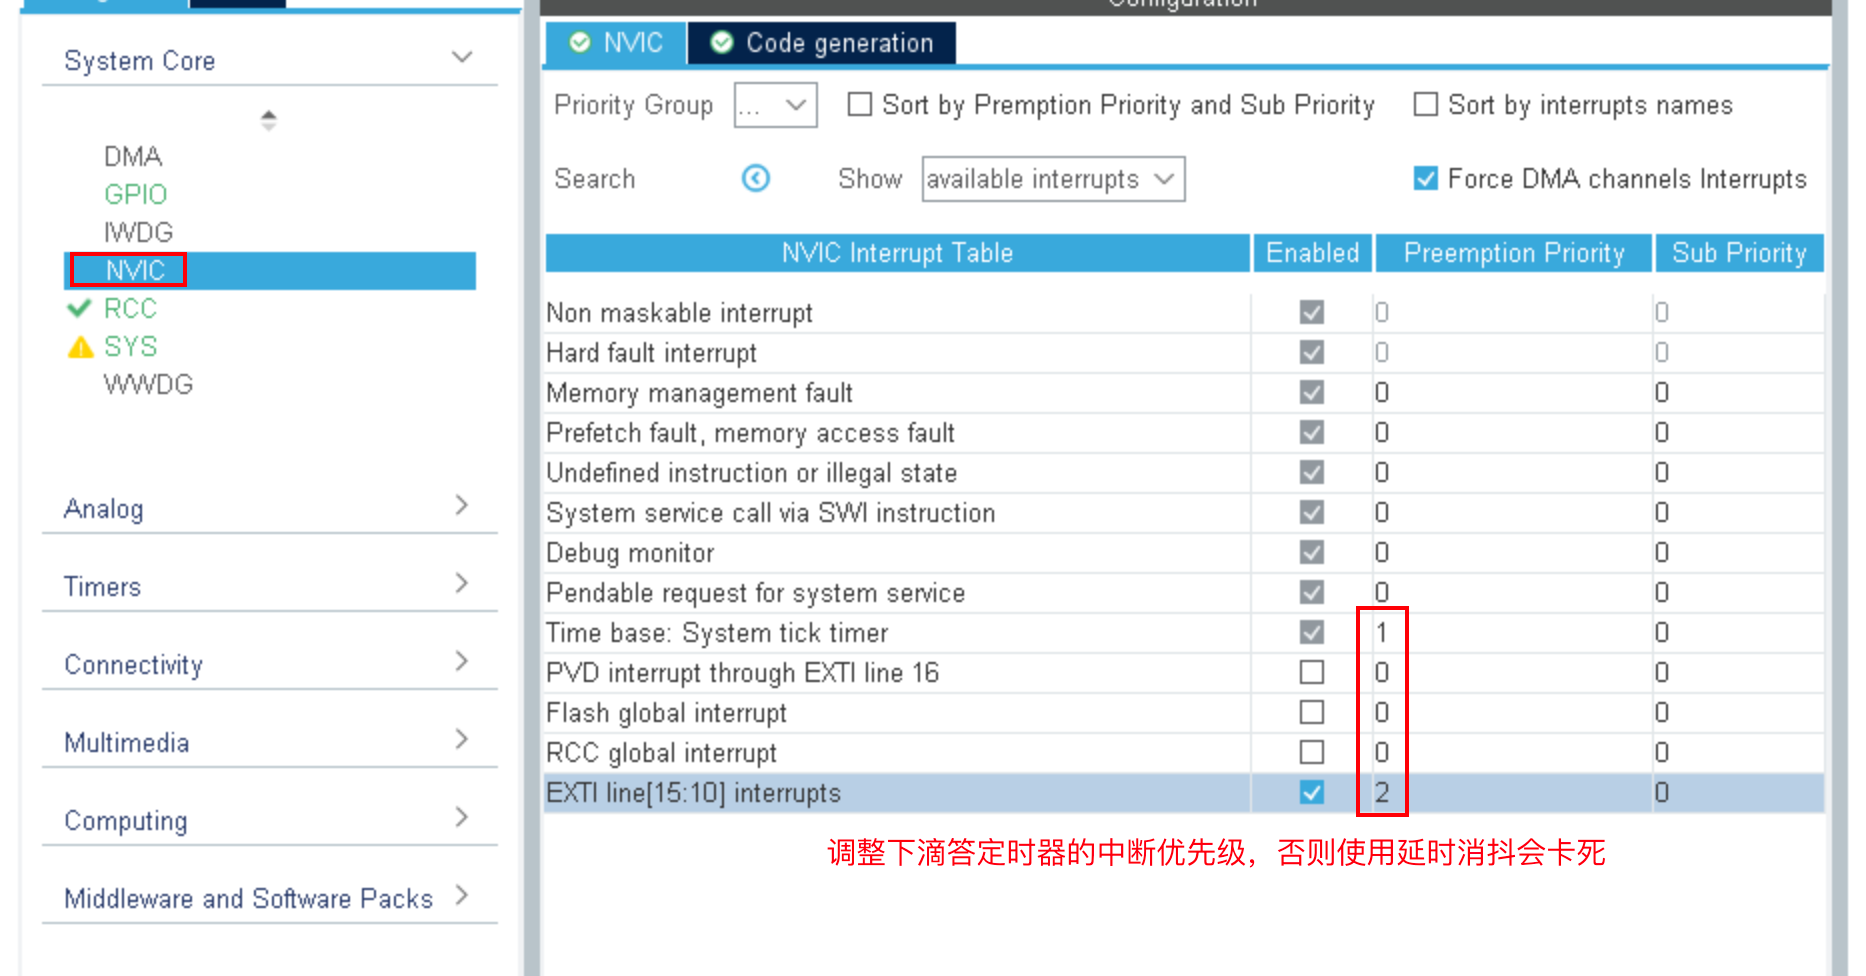 Configuration
System Core
DMA
GPIO
IWDG
NVIC
RCC
SYS
WWDG
Analog
Timers
Connectivity
Multimedia
Computing
Middleware and Software Packs
NVIC Code generation
Priority Group ... Sort by Premption Priority and Sub Priority Sort by interrupts names
Search Show available interrupts Force DMA channels Interrupts
NVIC Interrupt Table Enabled Preemption Priority Sub Priority
Non maskable interrupt 0 0
Hard fault interrupt 0 0
Memory management fault 0 0
Prefetch fault, memory access fault 0 0
Undefined instruction or illegal state 0 0
System service call via SWI instruction 0 0
Debug monitor 0 0
Pendable request for system service 0 0
Time base: System tick timer 1 0
PVD interrupt through EXTI line 16 0 0
Flash global interrupt 0 0
RCC global interrupt 0 0
EXTI line[15:10] interrupts 2 0
调整下滴答定时器的中断优先级，否则使用延时消抖会卡死